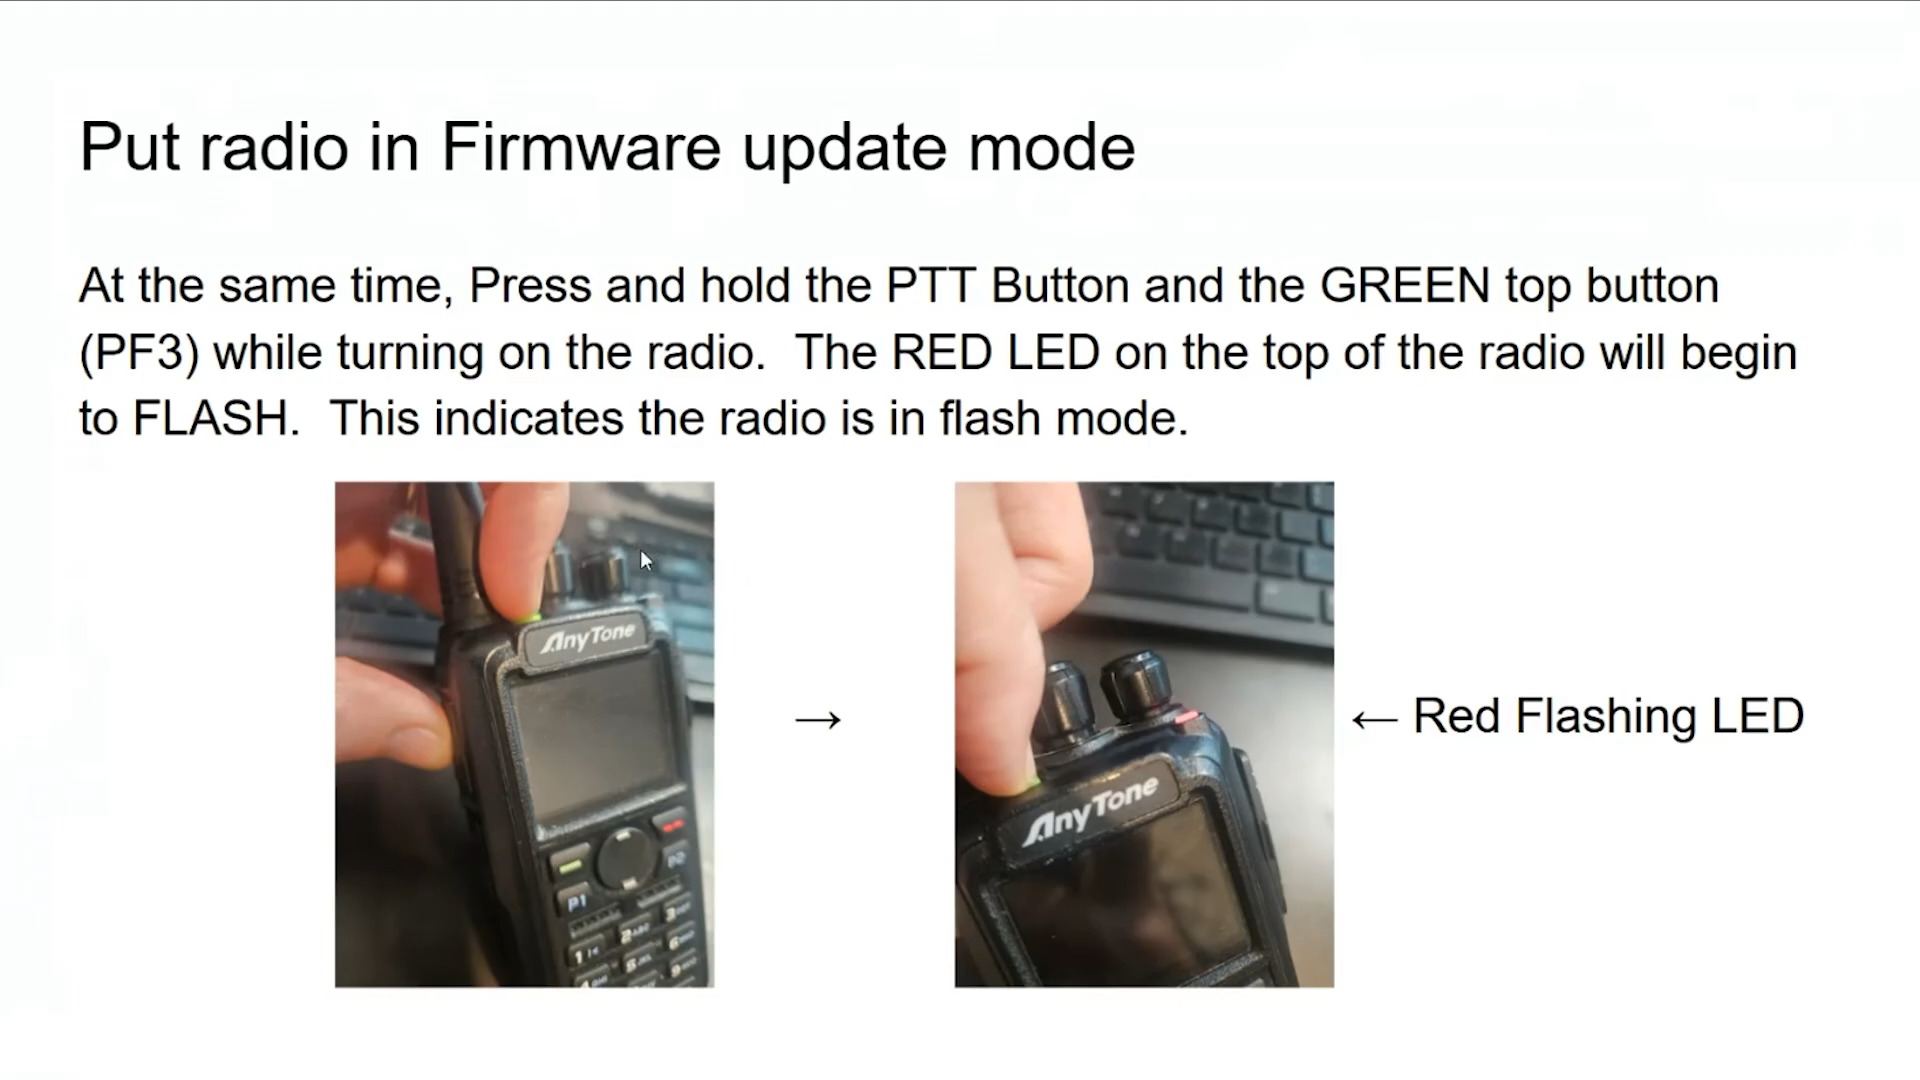 Put radio in Firmware update mode
At the same time, Press and hold the PTT Button and the GREEN top button
(PF3) while turning on the radio.  The RED LED on the top of the radio will begin
to FLASH.  This indicates the radio is in flash mode.
AnyTone
P2
P1
→
AnyTone
← Red Flashing LED